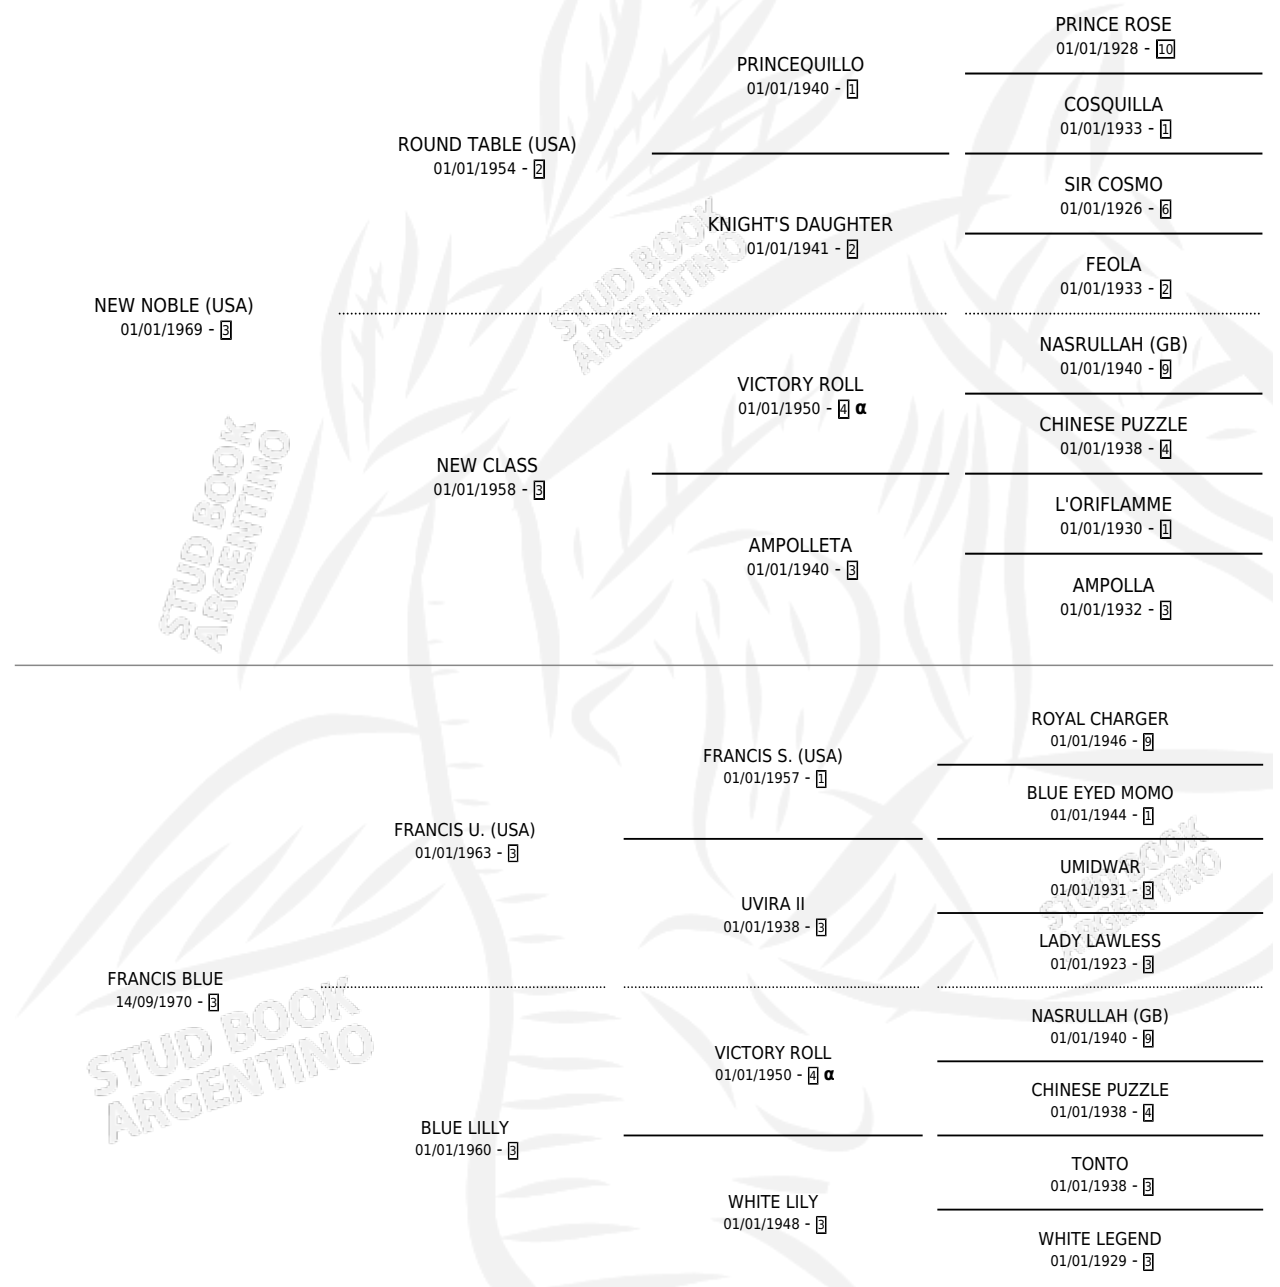 PRINCE ROSE
01/01/1928 - 10
PRINCEQUILLO
01/01/1940 - 1
COSQUILLA
01/01/1933 - 1
ROUND TABLE (USA)
01/01/1954 - 2
SIR COSMO
01/01/1926 - 6
KNIGHT'S DAUGHTER
01/01/1941 - 2
FEOLA
01/01/1933 - 2
STUD BOOK
ARGENTINO
NEW NOBLE (USA)
01/01/1969 - 3
NASRULLAH (GB)
01/01/1940 - 9
VICTORY ROLL
01/01/1950 - 4 α
CHINESE PUZZLE
01/01/1938 - 4
NEW CLASS
01/01/1958 - 3
L'ORIFLAMME
01/01/1930 - 1
AMPOLLETA
01/01/1940 - 3
AMPOLLA
01/01/1932 - 3
STUD BOOK
ARGENTINO
ROYAL CHARGER
01/01/1946 - 9
FRANCIS S. (USA)
01/01/1957 - 1
BLUE EYED MOMO
01/01/1944 - 1
FRANCIS U. (USA)
01/01/1963 - 3
UMIDWAR
01/01/1931 - 3
UVIRA II
01/01/1938 - 3
LADY LAWLESS
01/01/1923 - 3
STUD BOOK
ARGENTINO
FRANCIS BLUE
14/09/1970 - 3
NASRULLAH (GB)
01/01/1940 - 9
VICTORY ROLL
01/01/1950 - 4 α
CHINESE PUZZLE
01/01/1938 - 4
STUD BOOK
ARGENTINO
BLUE LILLY
01/01/1960 - 3
TONTO
01/01/1938 - 3
WHITE LILY
01/01/1948 - 3
WHITE LEGEND
01/01/1929 - 3